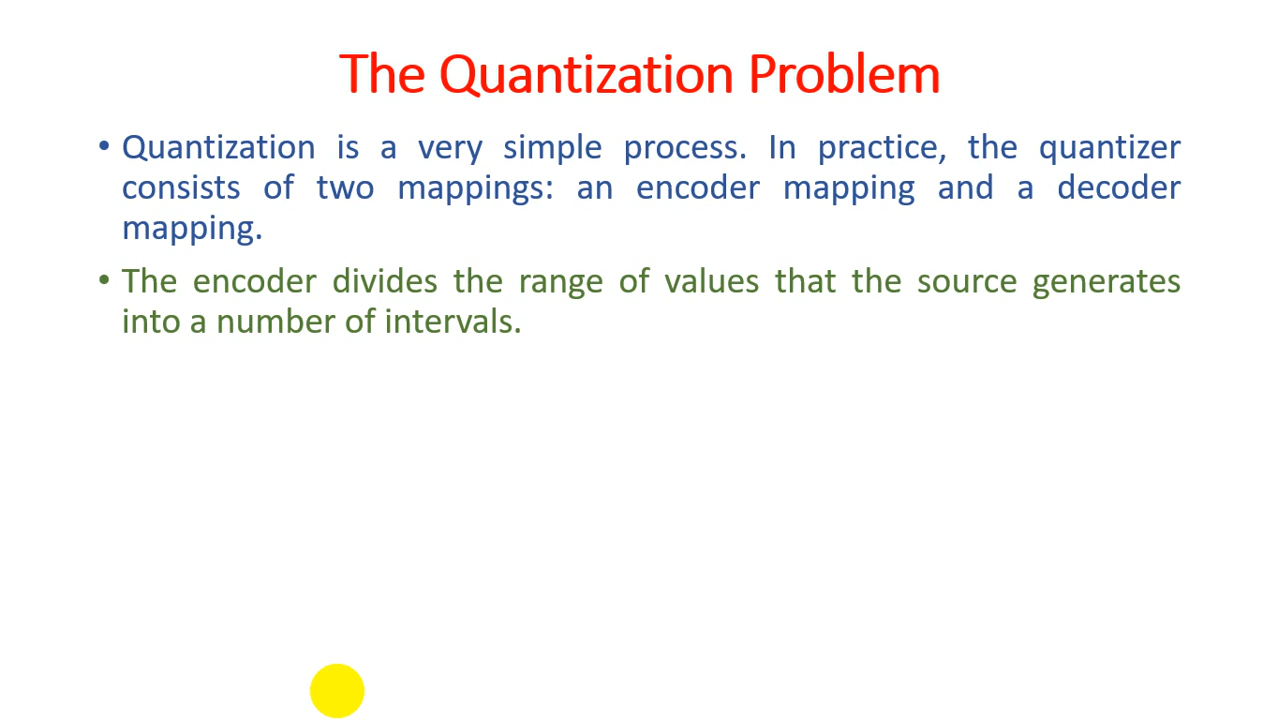 The Quantization Problem
• Quantization is a very simple process. In practice, the quantizer
consists of two mappings: an encoder mapping and a decoder
mapping.
• The encoder divides the range of values that the source generates
into a number of intervals.